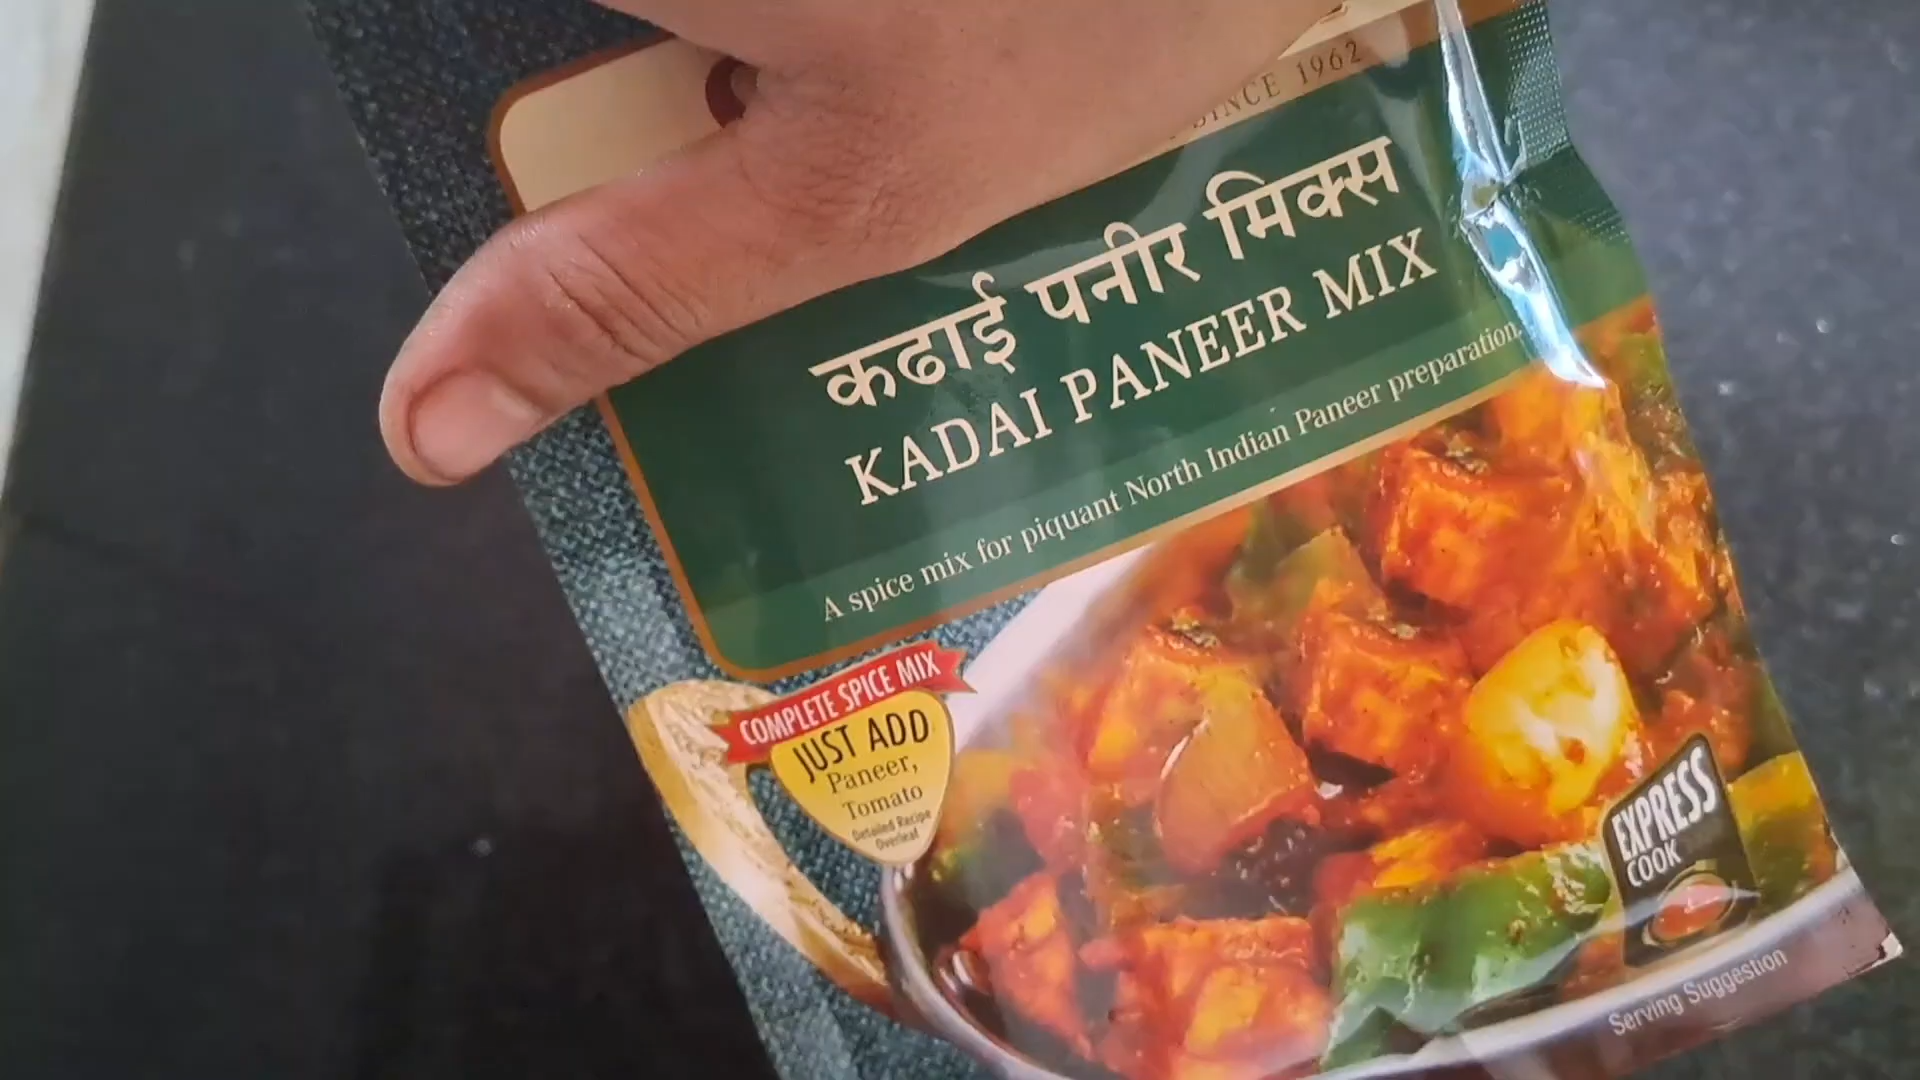 SINCE 1962
कढाई पनीर मिक्स
KADAI PANEER MIX
A spice mix for piquant North Indian Paneer preparation.
COMPLETE SPICE MIX
JUST ADD
Paneer,
Tomato
Detailed Recipe
Overleaf
EXPRESS
COOK
Serving Suggestion